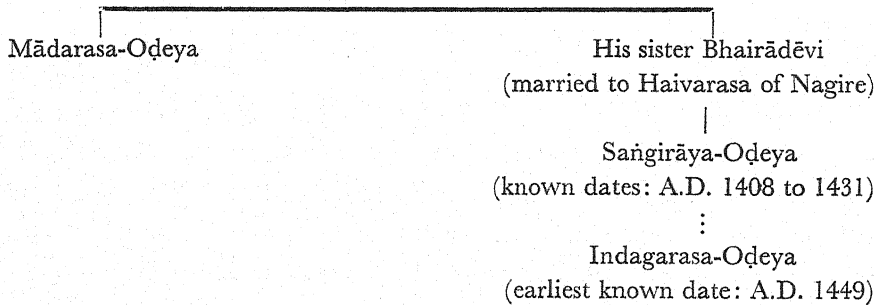 Mādarasa-Oḍeya
His sister Bhairādēvi
(married to Haivarasa of Nagire)
Saṅgirāya-Oḍeya
(known dates: A.D. 1408 to 1431)
Indagarasa-Oḍeya
(earliest known date: A.D. 1449)